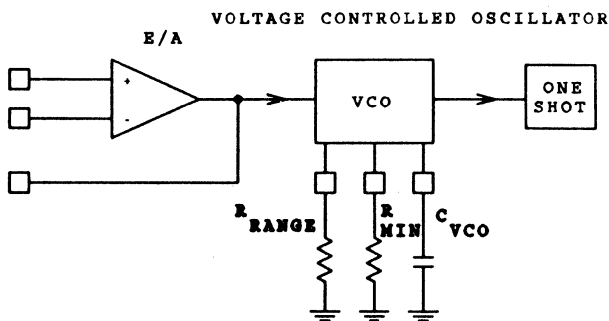 VOLTAGE CONTROLLED OSCILLATOR
E/A
+
-
VCO
ONE
SHOT
R RANGE
R MIN
C VCO